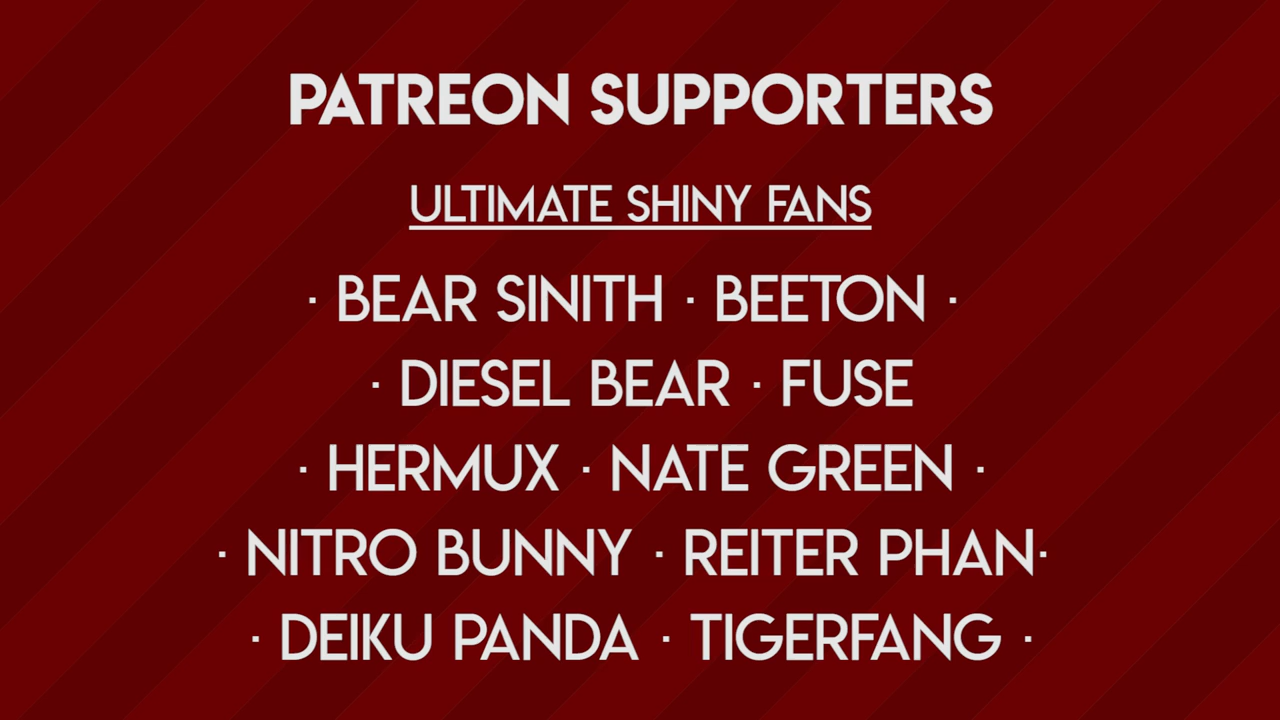 PATREON SUPPORTERS
ULTIMATE SHINY FANS
· BEAR SINITH · BEETON ·
· DIESEL BEAR · FUSE
· HERMUX · NATE GREEN ·
· NITRO BUNNY · REITER PHAN·
· DEIKU PANDA · TIGERFANG ·